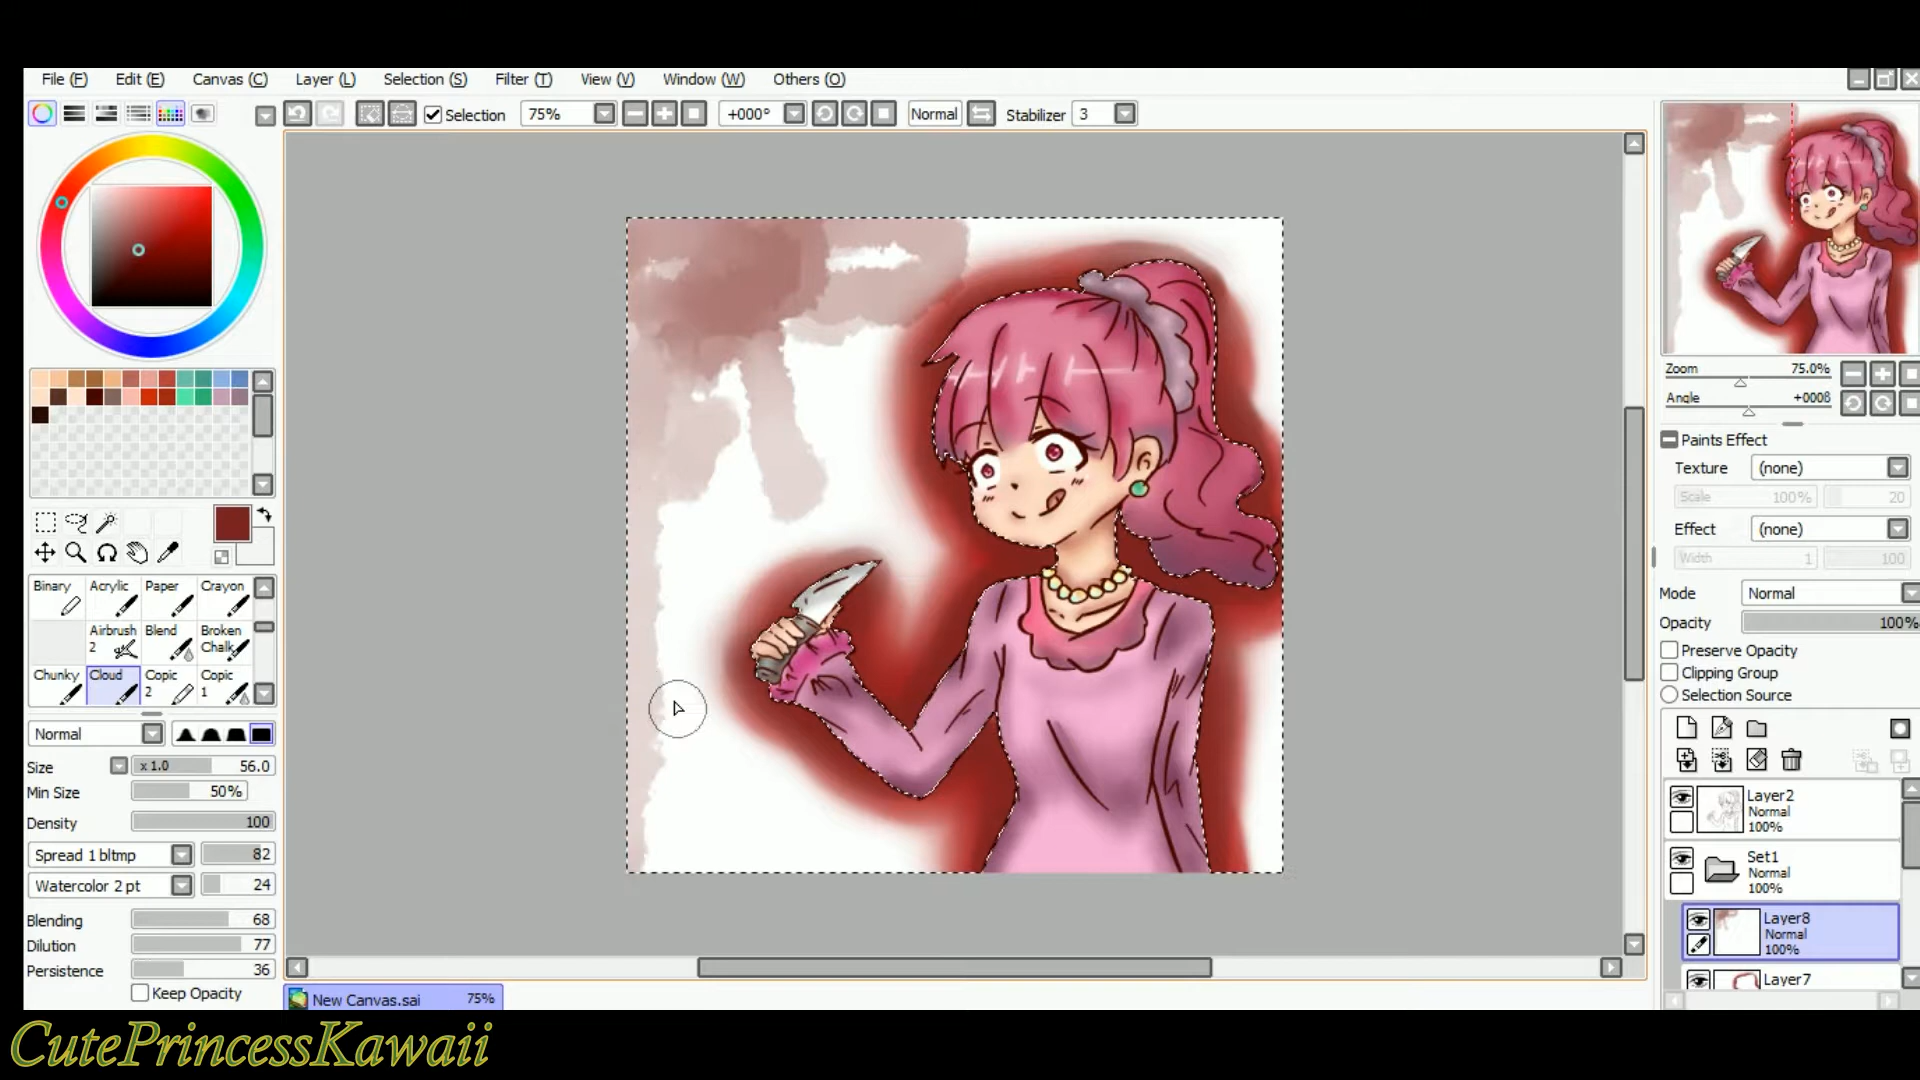 File (F) Edit (E) Canvas (C) Layer (L) Selection (S) Filter (T) View (V) Window (W) Others (O)
Selection 75% +000° Normal Stabilizer 3
Zoom 75.0%
Angle +0008
Paints Effect
Texture (none)
Scale 100% 20
Effect (none)
Width 1 100
Mode Normal
Opacity 100%
Preserve Opacity
Clipping Group
Selection Source
Binary Acrylic Paper Crayon
Airbrush 2 Blend Broken Chalk
Chunky Cloud Copic 2 Copic 1
Normal
Size x 1.0 56.0
Min Size 50%
Density 100
Spread 1 bltmp 82
Watercolor 2 pt 24
Blending 68
Dilution 77
Persistence 36
Keep Opacity
Layer2
Normal
100%
Set1
Normal
100%
Layer8
Normal
100%
Layer7
New Canvas.sai 75%
CutePrincessKawaii